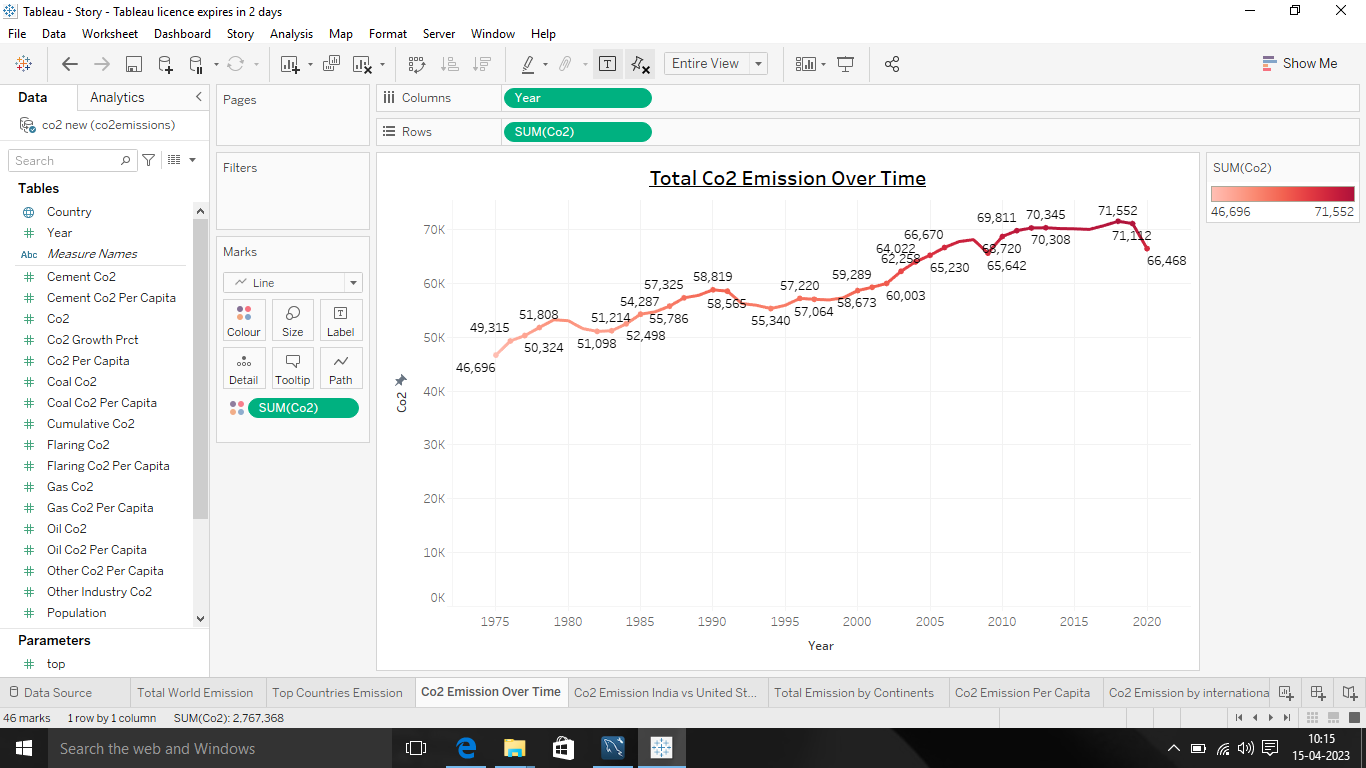 Tableau - Story - Tableau licence expires in 2 days
File Data Worksheet Dashboard Story Analysis Map Format Server Window Help
Entire View
Show Me
Data Analytics
co2 new (co2emissions)
Search
Tables
Country
Year
Abc Measure Names
Cement Co2
Cement Co2 Per Capita
Co2
Co2 Growth Prct
Co2 Per Capita
Coal Co2
Coal Co2 Per Capita
Cumulative Co2
Flaring Co2
Flaring Co2 Per Capita
Gas Co2
Gas Co2 Per Capita
Oil Co2
Oil Co2 Per Capita
Other Co2 Per Capita
Other Industry Co2
Population
Parameters
top
Pages
Filters
Marks
Line
Colour Size Label
Detail Tooltip Path
SUM(Co2)
Columns Year
Rows SUM(Co2)
Total Co2 Emission Over Time
70K
60K
50K
40K
30K
20K
10K
0K
Co2
46,696
49,315
50,324
51,808
51,098
51,214
52,498
54,287
55,786
57,325
58,819
58,565
55,340
57,220
57,064
58,673
59,289
60,003
62,258
64,022
65,230
66,670
65,642
68,720
69,811
70,345
70,308
71,552
71,112
66,468
1975 1980 1985 1990 1995 2000 2005 2010 2015 2020
Year
SUM(Co2)
46,696 71,552
Data Source Total World Emission Top Countries Emission Co2 Emission Over Time Co2 Emission India vs United St... Total Emission by Continents Co2 Emission Per Capita Co2 Emission by internationa
46 marks 1 row by 1 column SUM(Co2): 2,767,368
Search the web and Windows
10:15
15-04-2023